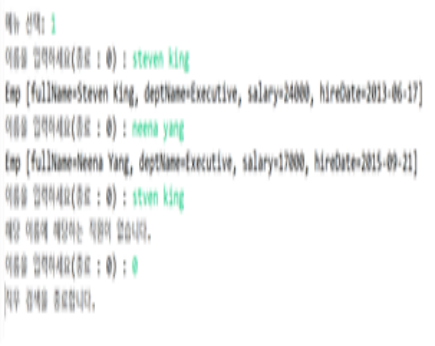 메뉴 선택: 1
이름을 입력하세요(종료 : 0) : steven king
Emp [fullName=Steven King, deptName=Executive, salary=24000, hireDate=2013-06-17]
이름을 입력하세요(종료 : 0) : neena yang
Emp [fullName=Neena Yang, deptName=Executive, salary=17000, hireDate=2015-09-21]
이름을 입력하세요(종료 : 0) : stven king
해당 이름에 해당하는 직원이 없습니다.
이름을 입력하세요(종료 : 0) : 0
직무 검색을 종료합니다.